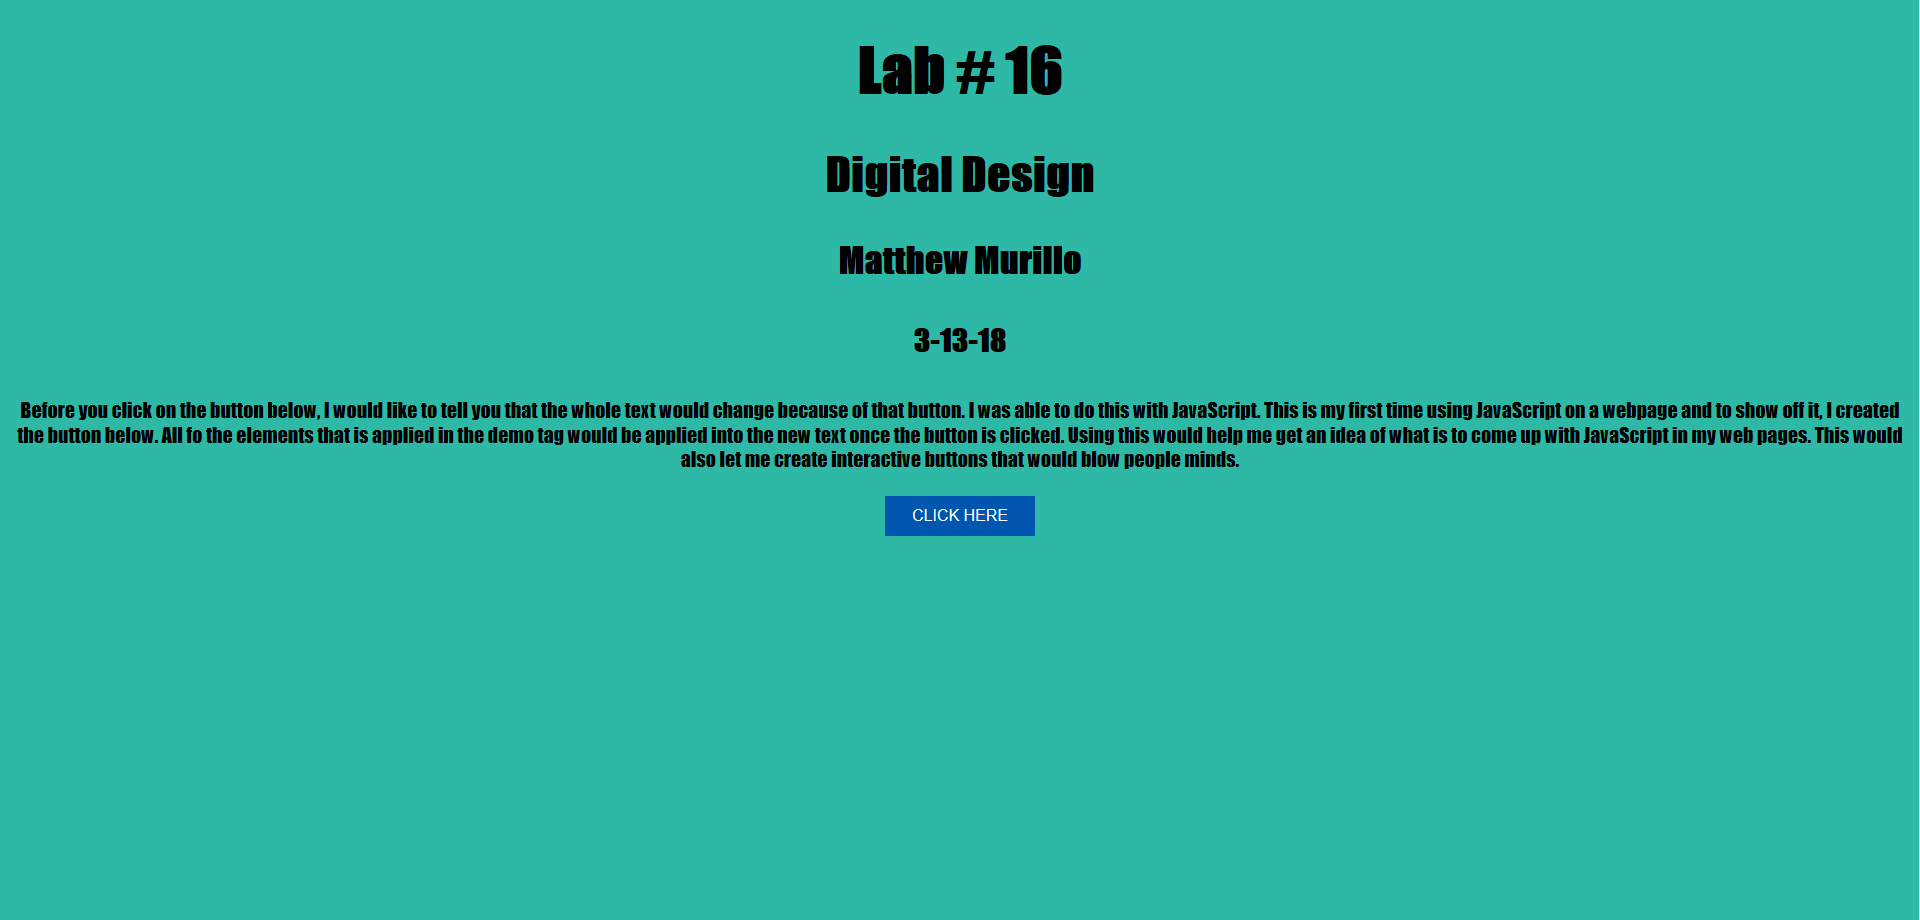 Lab # 16
Digital Design
Matthew Murillo
3-13-18
Before you click on the button below, I would like to tell you that the whole text would change because of that button. I was able to do this with JavaScript. This is my first time using JavaScript on a webpage and to show off it, I created
the button below. All fo the elements that is applied in the demo tag would be applied into the new text once the button is clicked. Using this would help me get an idea of what is to come up with JavaScript in my web pages. This would
also let me create interactive buttons that would blow people minds.
CLICK HERE